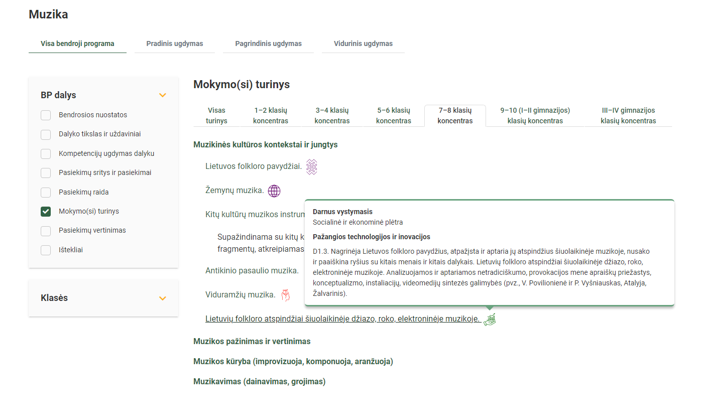 Muzika
Visa bendroji programa
Pradinis ugdymas
Pagrindinis ugdymas
Vidurinis ugdymas
BP dalys
Bendrosios nuostatos
Dalyko tikslas ir uždaviniai
Kompetencijų ugdymas dalyku
Pasiekimų sritys ir pasiekimai
Pasiekimų raida
Mokymo(si) turinys
Pasiekimų vertinimas
Ištekliai
Klasės
Mokymo(si) turinys
Visas
turinys
1–2 klasių
koncentras
3–4 klasių
koncentras
5–6 klasių
koncentras
7–8 klasių
koncentras
9–10 (I–II gimnazijos)
klasių koncentras
III–IV gimnazijos
klasių koncentras
Muzikinės kultūros kontekstai ir jungtys
Lietuvos folkloro pavyzdžiai.
Žemynų muzika.
Kitų kultūrų muzikos instrum
Supažindinama su kitų k
fragmentų, atkreipiamas
Darnus vystymasis
Socialinė ir ekonominė plėtra
Pažangios technologijos ir inovacijos
D1.3. Nagrinėja Lietuvos folkloro pavyzdžius, atpažįsta ir aptaria jų atspindžius šiuolaikinėje muzikoje, nusako
ir paaiškina ryšius su kitais menais ir kitais dalykais. Lietuvių folkloro atspindžiai šiuolaikinėje džiazo, roko,
elektroninėje muzikoje. Analizuojamos ir aptariamos netradiciškumo, provokacijos mene apraiškų priežastys,
konceptualizmo, instaliacijų, videomedijų sintezės galimybės (pvz., V. Povilionienė ir P. Vyšniauskas, Atalyja,
Žalvarinis).
Antikinio pasaulio muzika.
Viduramžių muzika.
Lietuvių folkloro atspindžiai šiuolaikinėje džiazo, roko, elektroninėje muzikoje.
Muzikos pažinimas ir vertinimas
Muzikos kūryba (improvizuoja, komponuoja, aranžuoja)
Muzikavimas (dainavimas, grojimas)